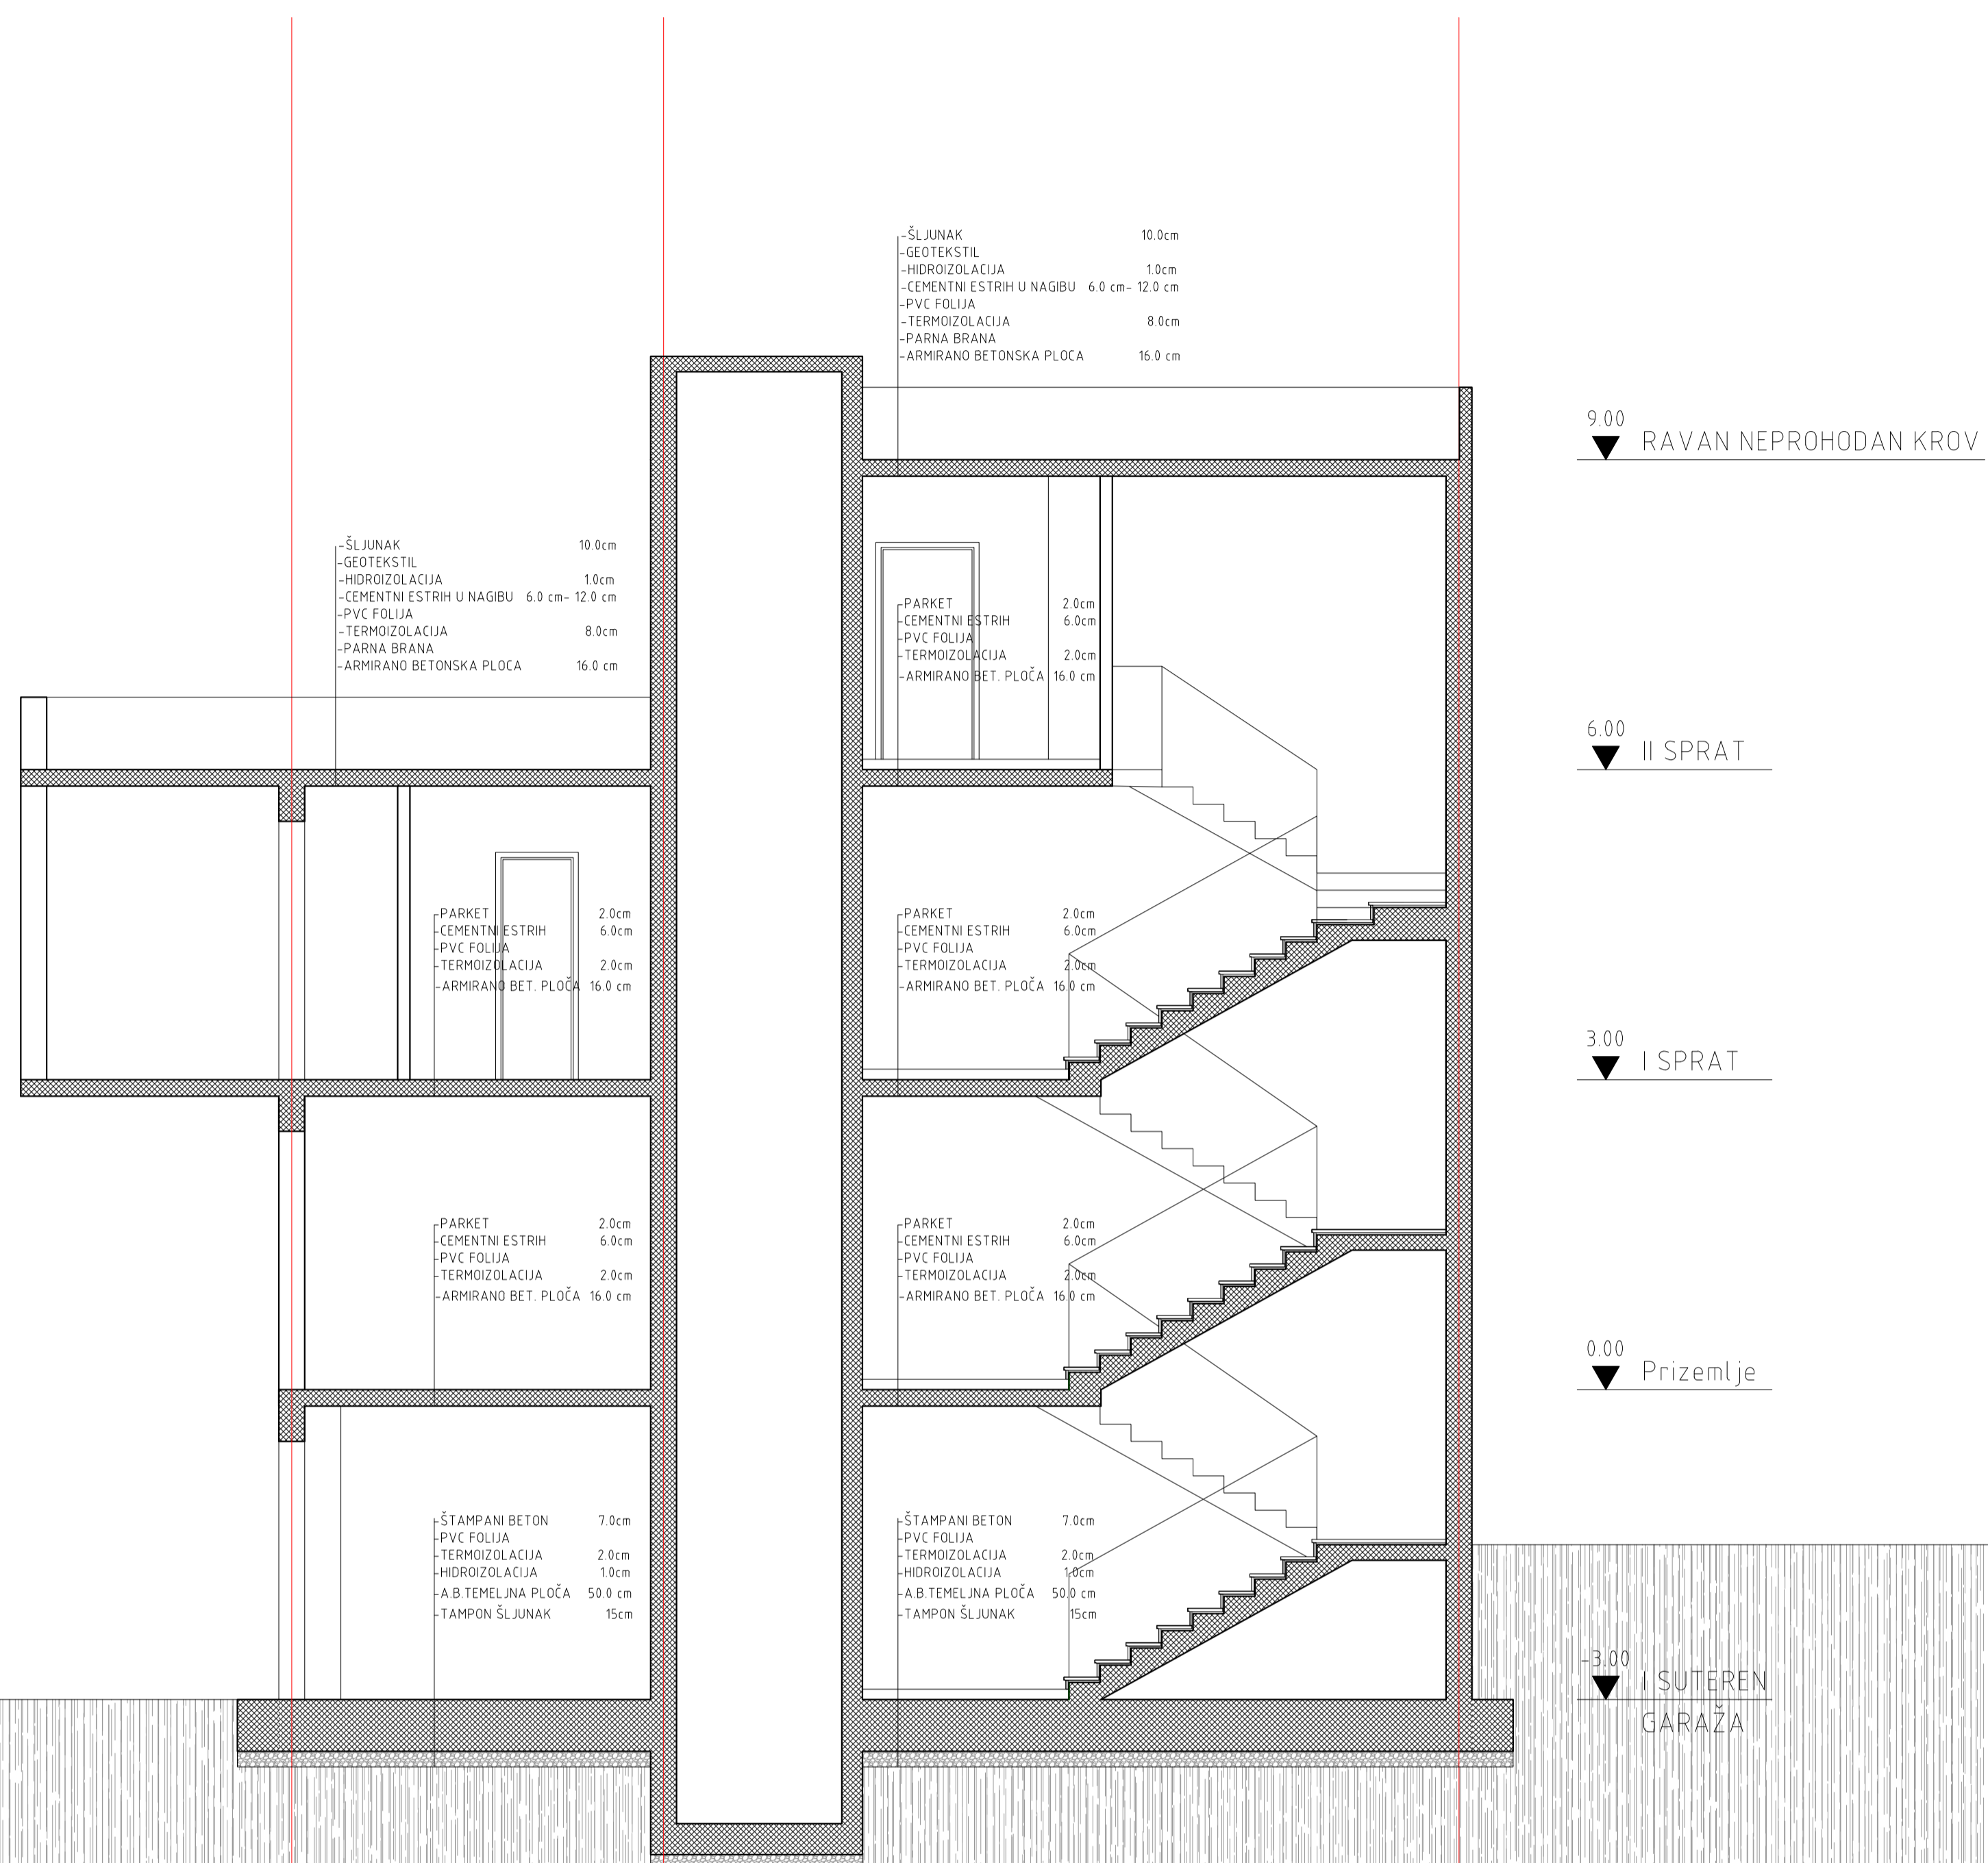 -ŠLJUNAK 10.0cm
-GEOTEKSTIL
-HIDROIZOLACIJA 1.0cm
-CEMENTNI ESTRIH U NAGIBU 6.0 cm- 12.0 cm
-PVC FOLIJA
-TERMOIZOLACIJA 8.0cm
-PARNA BRANA
-ARMIRANO BETONSKA PLOCA 16.0 cm
9.00
RAVAN NEPROHODAN KROV
-ŠLJUNAK 10.0cm
-GEOTEKSTIL
-HIDROIZOLACIJA 1.0cm
-CEMENTNI ESTRIH U NAGIBU 6.0 cm- 12.0 cm
-PVC FOLIJA
-TERMOIZOLACIJA 8.0cm
-PARNA BRANA
-ARMIRANO BETONSKA PLOCA 16.0 cm
-PARKET 2.0cm
-CEMENTNI ESTRIH 6.0cm
-PVC FOLIJA
-TERMOIZOLACIJA 2.0cm
-ARMIRANO BET. PLOČA 16.0 cm
6.00
II SPRAT
-PARKET 2.0cm
-CEMENTNI ESTRIH 6.0cm
-PVC FOLIJA
-TERMOIZOLACIJA 2.0cm
-ARMIRANO BET. PLOČA 16.0 cm
-PARKET 2.0cm
-CEMENTNI ESTRIH 6.0cm
-PVC FOLIJA
-TERMOIZOLACIJA 2.0cm
-ARMIRANO BET. PLOČA 16.0 cm
3.00
I SPRAT
-PARKET 2.0cm
-CEMENTNI ESTRIH 6.0cm
-PVC FOLIJA
-TERMOIZOLACIJA 2.0cm
-ARMIRANO BET. PLOČA 16.0 cm
-PARKET 2.0cm
-CEMENTNI ESTRIH 6.0cm
-PVC FOLIJA
-TERMOIZOLACIJA 2.0cm
-ARMIRANO BET. PLOČA 16.0 cm
0.00
Prizemlje
-ŠTAMPANI BETON 7.0cm
-PVC FOLIJA
-TERMOIZOLACIJA 2.0cm
-HIDROIZOLACIJA 1.0cm
-A.B.TEMELJNA PLOČA 50.0 cm
-TAMPON ŠLJUNAK 15cm
-ŠTAMPANI BETON 7.0cm
-PVC FOLIJA
-TERMOIZOLACIJA 2.0cm
-HIDROIZOLACIJA 1.0cm
-A.B.TEMELJNA PLOČA 50.0 cm
-TAMPON ŠLJUNAK 15cm
-3.00
I SUTEREN
GARAŽA